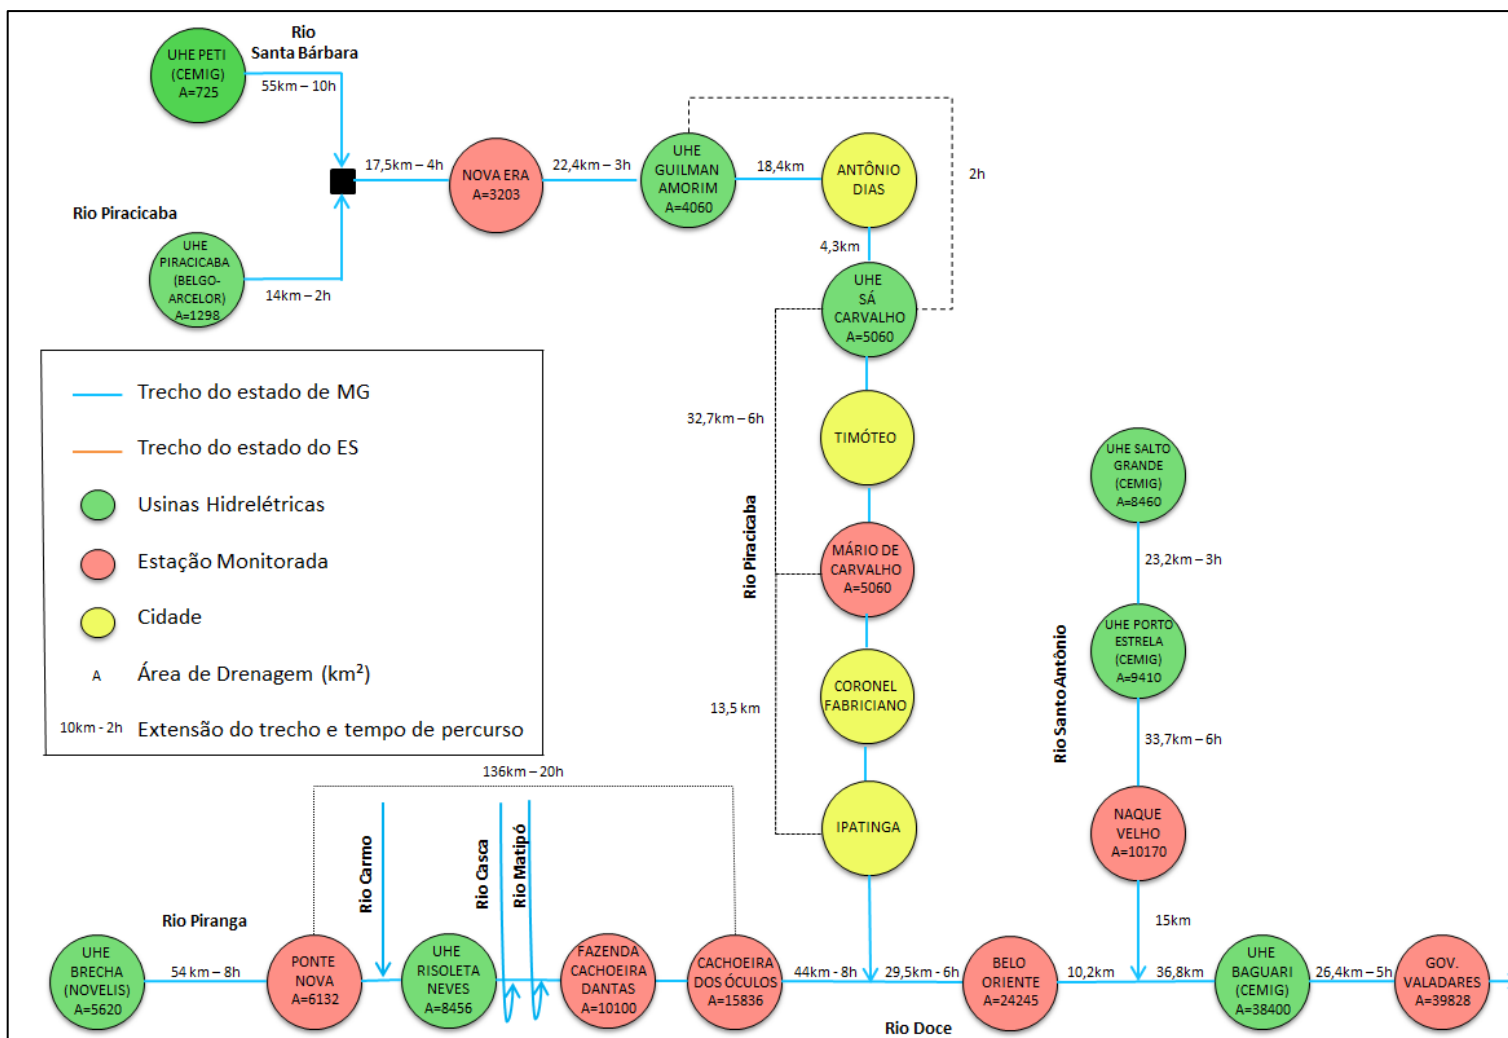 Rio
Santa Bárbara
UHE PETI
(CEMIG)
A=725
55km – 10h
17,5km – 4h
NOVA ERA
A=3203
22,4km – 3h
UHE
GUILMAN
AMORIM
A=4060
18,4km
ANTÔNIO
DIAS
2h
Rio Piracicaba
UHE
PIRACICABA
(BELGO-
ARCELOR)
A=1298
14km – 2h
4,3km
UHE
SÁ
CARVALHO
A=5060
Trecho do estado de MG
Trecho do estado do ES
Usinas Hidrelétricas
Estação Monitorada
Cidade
A Área de Drenagem (km²)
10km - 2h Extensão do trecho e tempo de percurso
32,7km – 6h
TIMÓTEO
Rio Piracicaba
MÁRIO DE
CARVALHO
A=5060
CORONEL
FABRICIANO
13,5 km
IPATINGA
UHE SALTO
GRANDE
(CEMIG)
A=8460
23,2km – 3h
UHE PORTO
ESTRELA
(CEMIG)
A=9410
Rio Santo Antônio
33,7km – 6h
NAQUE
VELHO
A=10170
15km
136km – 20h
Rio Carmo
Rio Casca
Rio Matipó
Rio Piranga
UHE
BRECHA
(NOVELIS)
A=5620
54 km – 8h
PONTE
NOVA
A=6132
UHE
RISOLETA
NEVES
A=8456
FAZENDA
CACHOEIRA
DANTAS
A=10100
CACHOEIRA
DOS ÓCULOS
A=15836
44km - 8h
29,5km - 6h
BELO
ORIENTE
A=24245
10,2km
36,8km
UHE
BAGUARI
(CEMIG)
A=38400
26,4km – 5h
GOV.
VALADARES
A=39828
Rio Doce